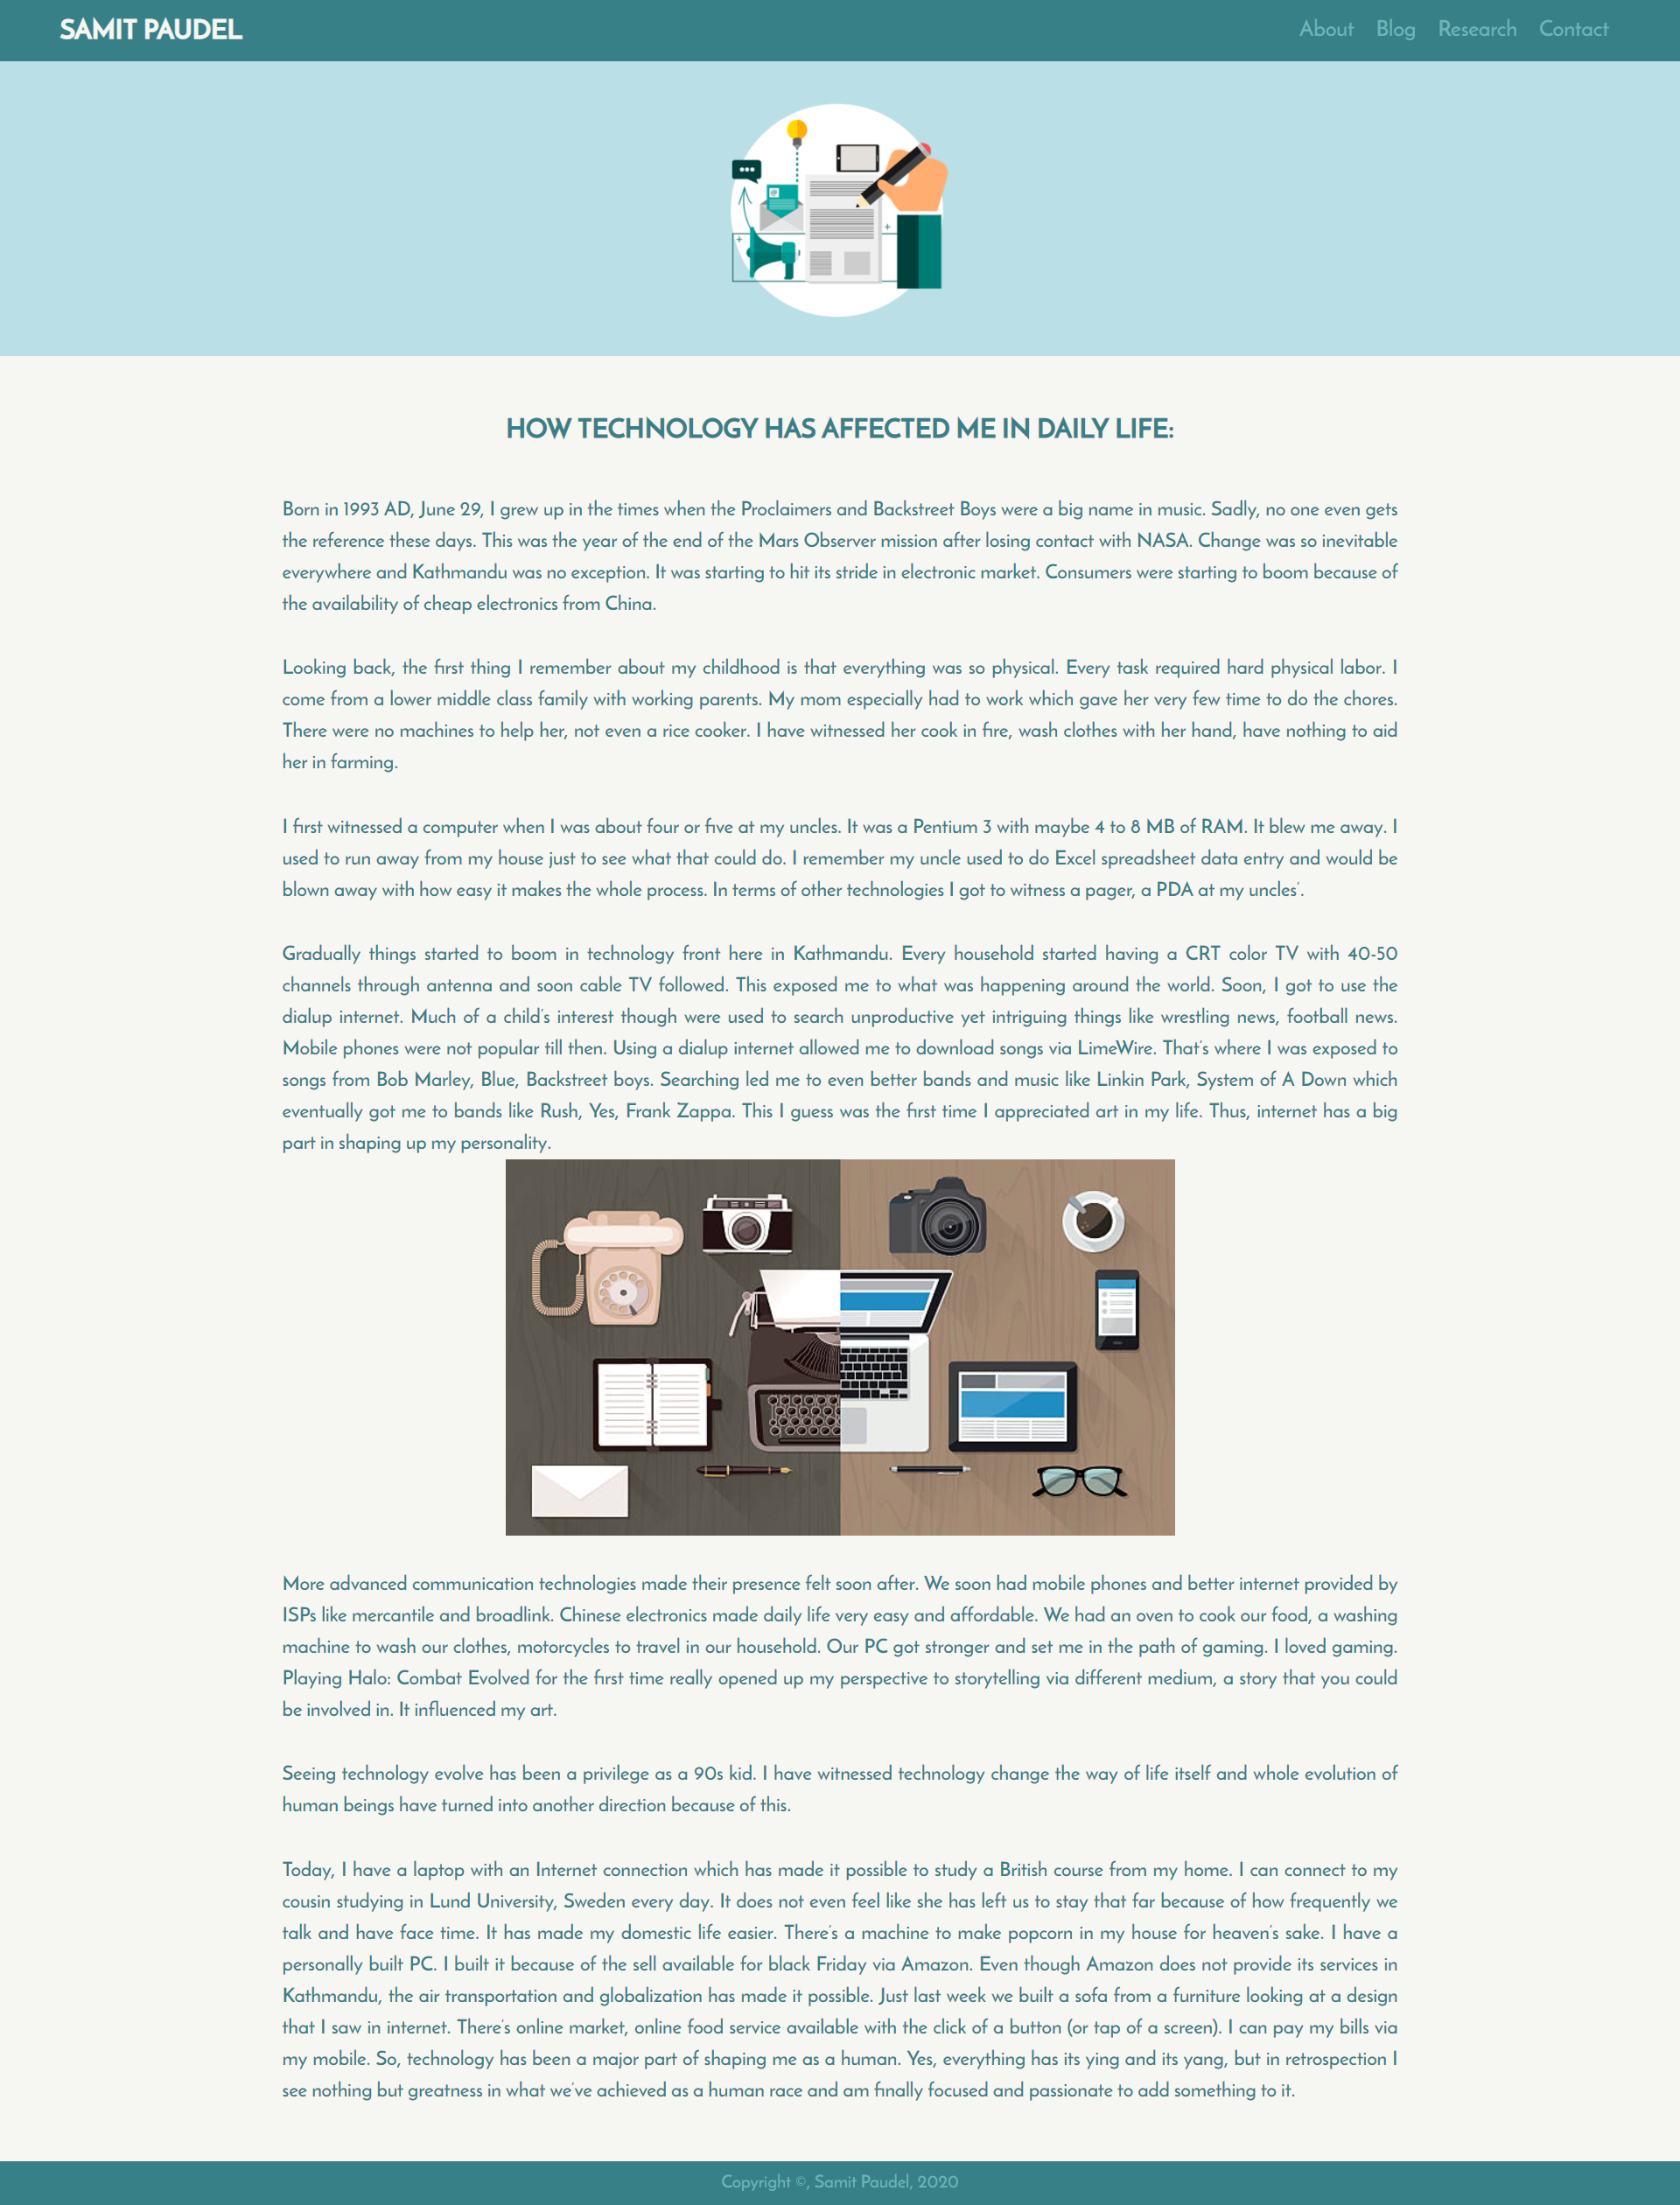 SAMIT PAUDEL
About Blog Research Contact
HOW TECHNOLOGY HAS AFFECTED ME IN DAILY LIFE:
Born in 1993 AD, June 29, I grew up in the times when the Proclaimers and Backstreet Boys were a big name in music. Sadly, no one even gets
the reference these days. This was the year of the end of the Mars Observer mission after losing contact with NASA. Change was so inevitable
everywhere and Kathmandu was no exception. It was starting to hit its stride in electronic market. Consumers were starting to boom because of
the availability of cheap electronics from China.
Looking back, the first thing I remember about my childhood is that everything was so physical. Every task required hard physical labor. I
come from a lower middle class family with working parents. My mom especially had to work which gave her very few time to do the chores.
There were no machines to help her, not even a rice cooker. I have witnessed her cook in fire, wash clothes with her hand, have nothing to aid
her in farming.
I first witnessed a computer when I was about four or five at my uncles. It was a Pentium 3 with maybe 4 to 8 MB of RAM. It blew me away. I
used to run away from my house just to see what that could do. I remember my uncle used to do Excel spreadsheet data entry and would be
blown away with how easy it makes the whole process. In terms of other technologies I got to witness a pager, a PDA at my uncles'.
Gradually things started to boom in technology front here in Kathmandu. Every household started having a CRT color TV with 40-50
channels through antenna and soon cable TV followed. This exposed me to what was happening around the world. Soon, I got to use the
dialup internet. Much of a child's interest though were used to search unproductive yet intriguing things like wrestling news, football news.
Mobile phones were not popular till then. Using a dialup internet allowed me to download songs via LimeWire. That's where I was exposed to
songs from Bob Marley, Blue, Backstreet boys. Searching led me to even better bands and music like Linkin Park, System of A Down which
eventually got me to bands like Rush, Yes, Frank Zappa. This I guess was the first time I appreciated art in my life. Thus, internet has a big
part in shaping up my personality.
More advanced communication technologies made their presence felt soon after. We soon had mobile phones and better internet provided by
ISPs like mercantile and broadlink. Chinese electronics made daily life very easy and affordable. We had an oven to cook our food, a washing
machine to wash our clothes, motorcycles to travel in our household. Our PC got stronger and set me in the path of gaming. I loved gaming.
Playing Halo: Combat Evolved for the first time really opened up my perspective to storytelling via different medium, a story that you could
be involved in. It influenced my art.
Seeing technology evolve has been a privilege as a 90s kid. I have witnessed technology change the way of life itself and whole evolution of
human beings have turned into another direction because of this.
Today, I have a laptop with an Internet connection which has made it possible to study a British course from my home. I can connect to my
cousin studying in Lund University, Sweden every day. It does not even feel like she has left us to stay that far because of how frequently we
talk and have face time. It has made my domestic life easier. There's a machine to make popcorn in my house for heaven's sake. I have a
personally built PC. I built it because of the sell available for black Friday via Amazon. Even though Amazon does not provide its services in
Kathmandu, the air transportation and globalization has made it possible. Just last week we built a sofa from a furniture looking at a design
that I saw in internet. There's online market, online food service available with the click of a button (or tap of a screen). I can pay my bills via
my mobile. So, technology has been a major part of shaping me as a human. Yes, everything has its ying and its yang, but in retrospection I
see nothing but greatness in what we've achieved as a human race and am finally focused and passionate to add something to it.
Copyright ©, Samit Paudel, 2020